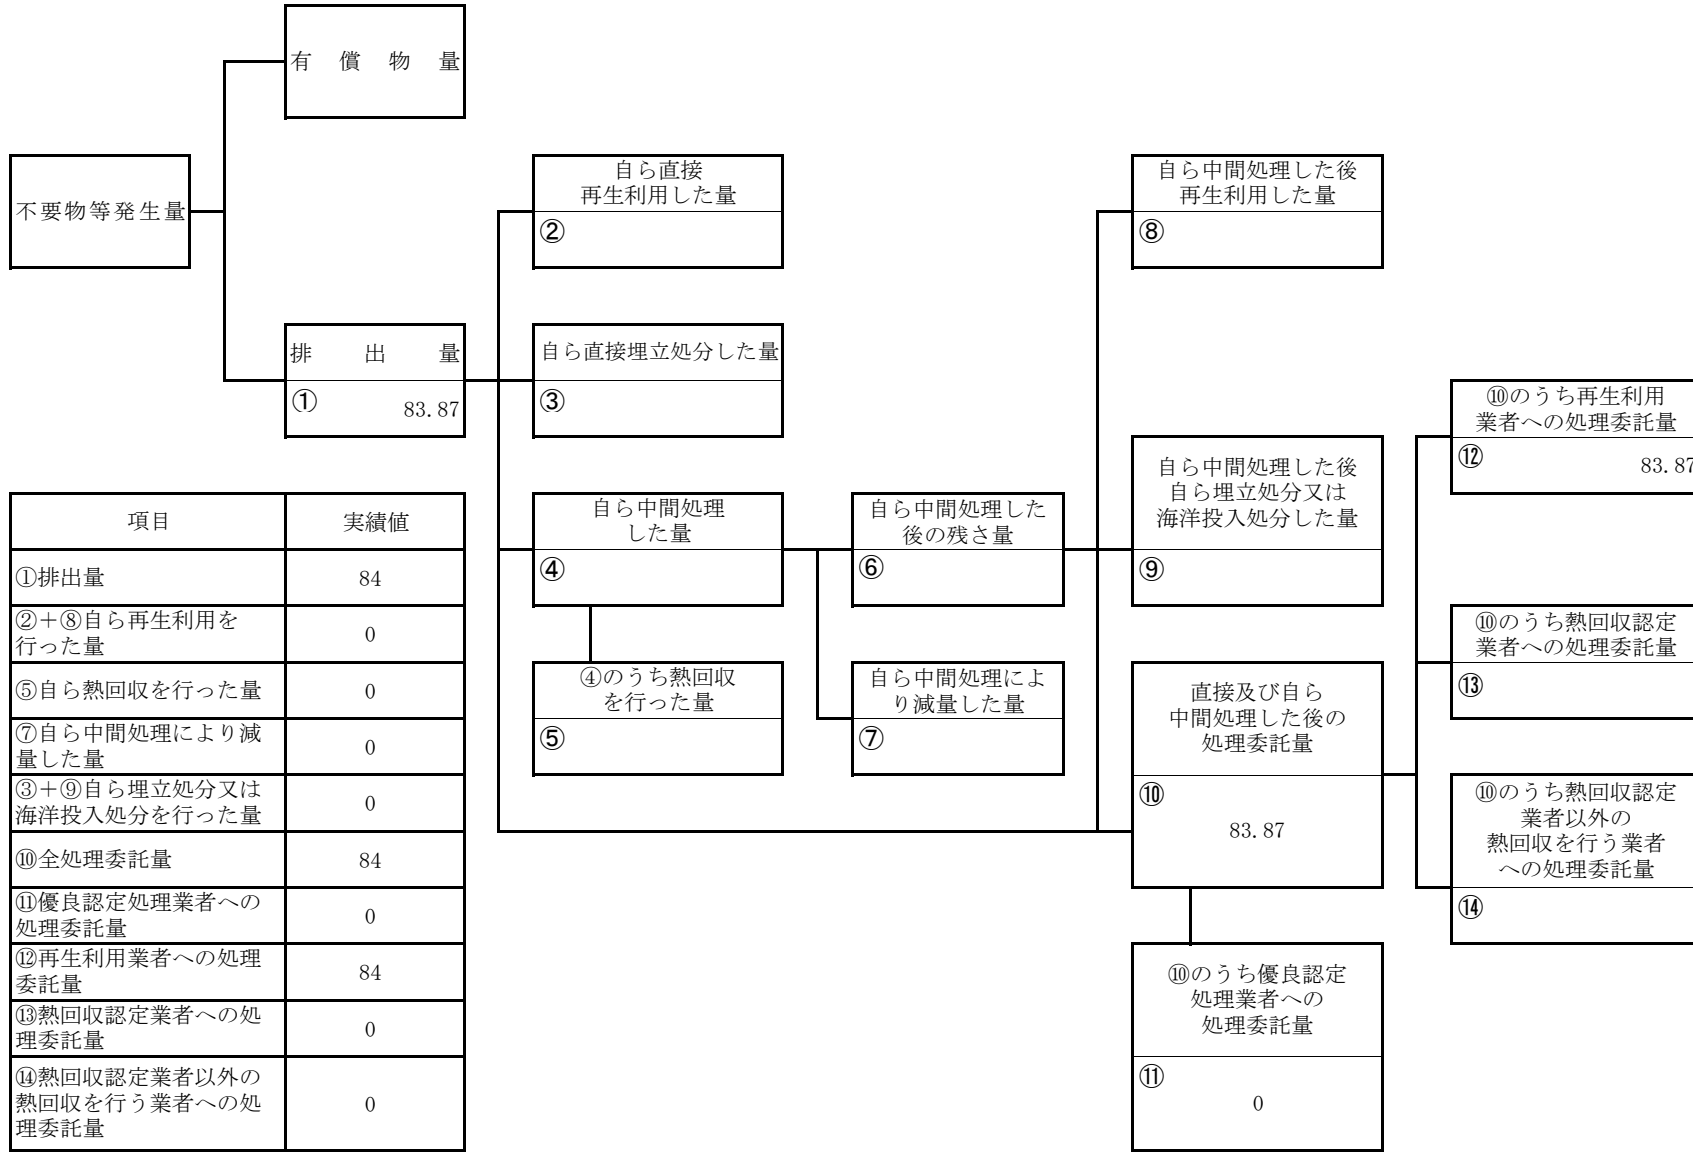 有償物量
不要物等発生量
排出量
①
83.87
自ら直接
再生利用した量
②
自ら直接埋立処分した量
③
自ら中間処理
した量
④
④のうち熱回収
を行った量
⑤
自ら中間処理した
後の残さ量
⑥
自ら中間処理によ
り減量した量
⑦
自ら中間処理した後
再生利用した量
⑧
自ら中間処理した後
自ら埋立処分又は
海洋投入処分した量
⑨
直接及び自ら
中間処理した後の
処理委託量
⑩
83.87
⑩のうち優良認定
処理業者への
処理委託量
⑪
0
⑩のうち再生利用
業者への処理委託量
⑫
83.87
⑩のうち熱回収認定
業者への処理委託量
⑬
⑩のうち熱回収認定
業者以外の
熱回収を行う業者
への処理委託量
⑭
項目 実績値
①排出量 84
②+⑧自ら再生利用を
行った量 0
⑤自ら熱回収を行った量 0
⑦自ら中間処理により減
量した量 0
③+⑨自ら埋立処分又は
海洋投入処分を行った量 0
⑩全処理委託量 84
⑪優良認定処理業者への
処理委託量 0
⑫再生利用業者への処理
委託量 84
⑬熱回収認定業者への処
理委託量 0
⑭熱回収認定業者以外の
熱回収を行う業者への処
理委託量 0